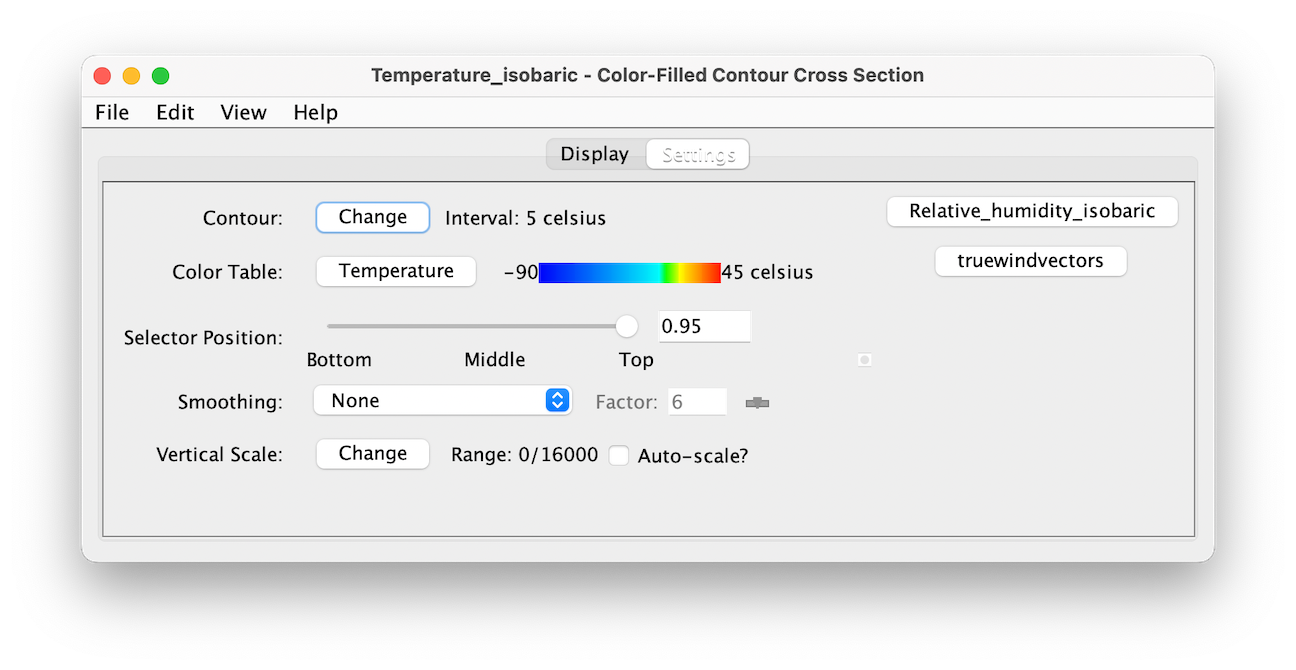 Temperature_isobaric - Color-Filled Contour Cross Section
File Edit View Help
Display Settings
Contour: Change Interval: 5 celsius Relative_humidity_isobaric
Color Table: Temperature -90 45 celsius truewindvectors
Selector Position: 0.95
Bottom Middle Top
Smoothing: None Factor: 6
Vertical Scale: Change Range: 0/16000 Auto-scale?